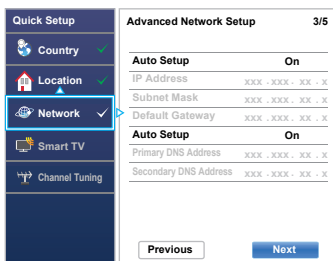 Quick Setup
Country
Location
Network
Smart TV
Channel Tuning
Advanced Network Setup 3/5
Auto Setup On
IP Address xxx . xxx . xx . x
Subnet Mask xxx . xxx . xx . x
Default Gateway xxx . xxx . xx . x
Auto Setup On
Primary DNS Address xxx . xxx . xx . x
Secondary DNS Address xxx . xxx . xx . x
Previous Next